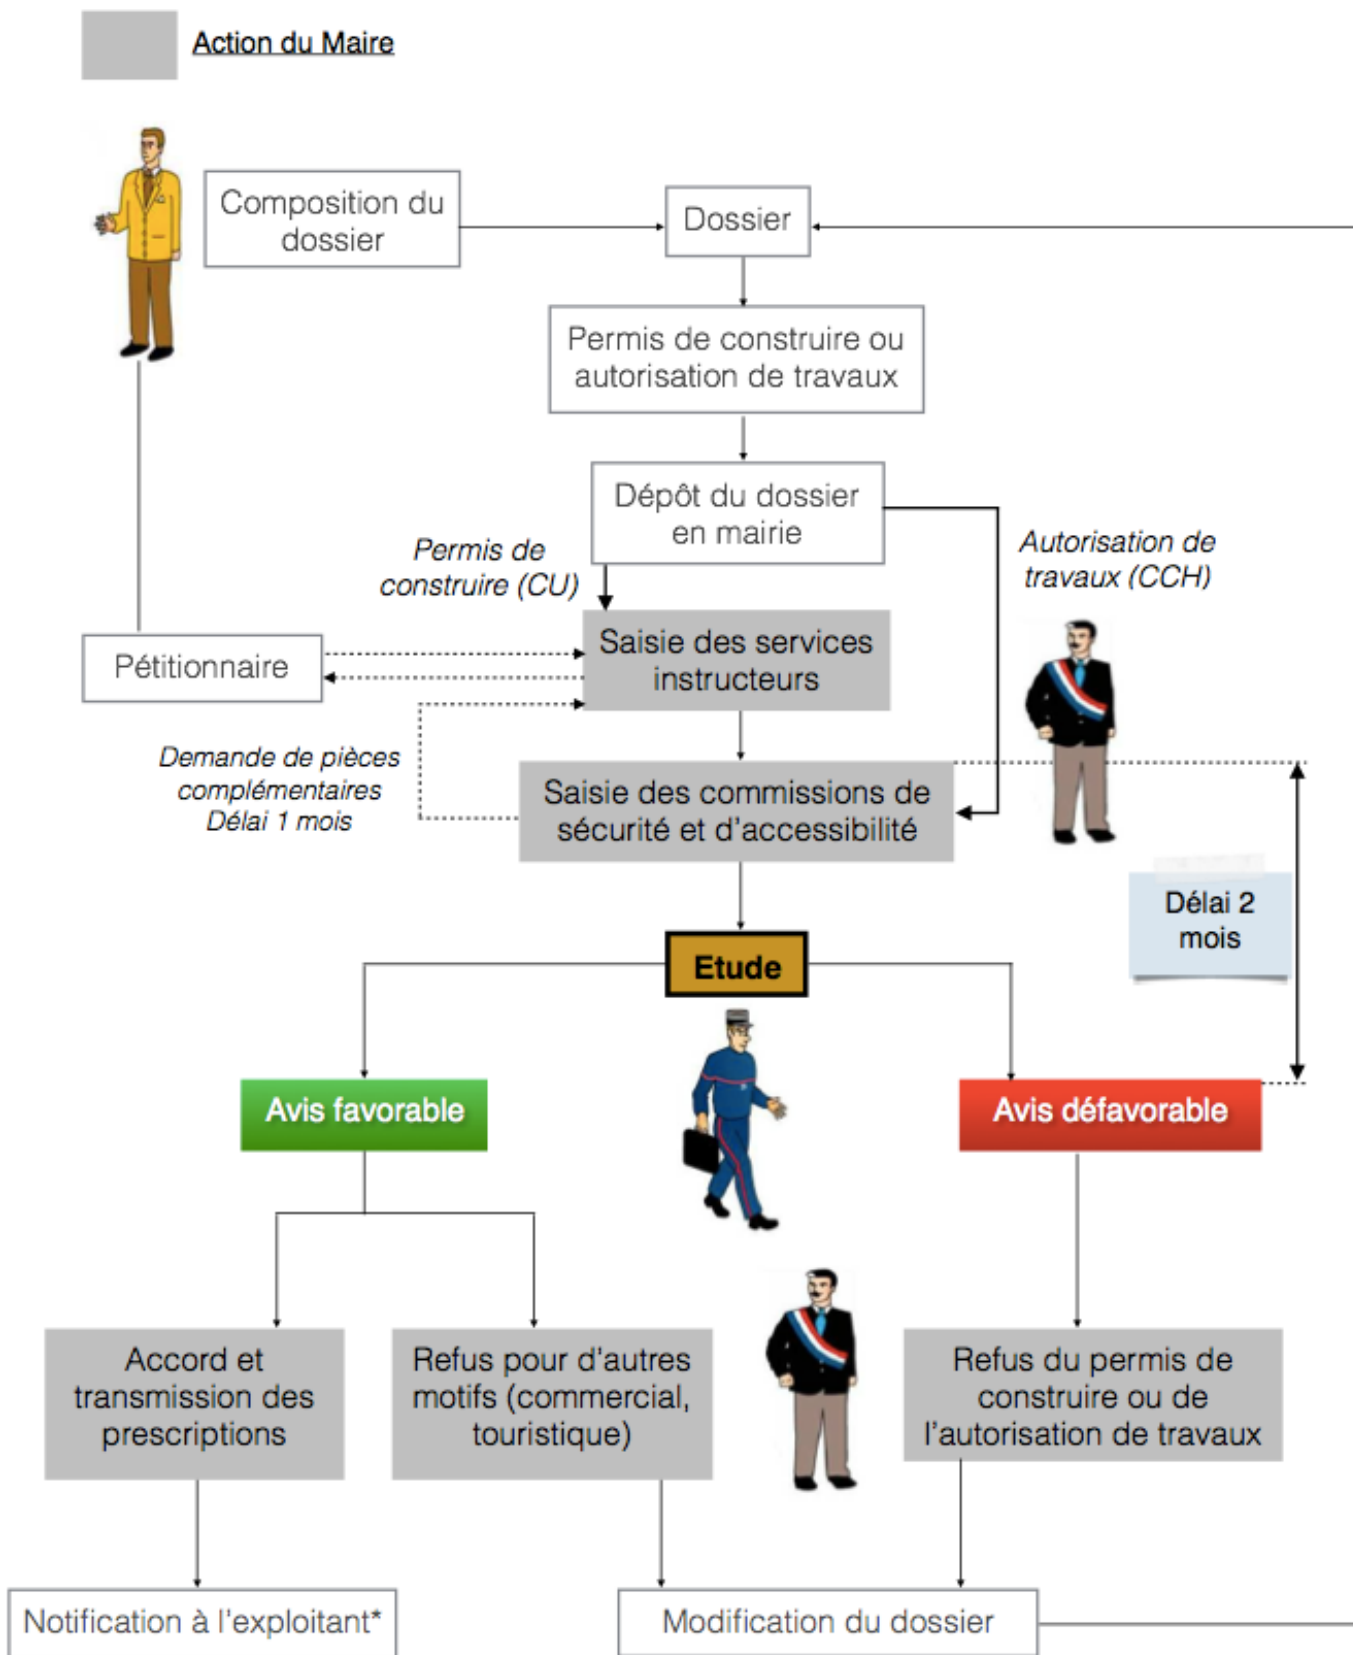 Action du Maire
Composition du
dossier
Dossier
Permis de construire ou
autorisation de travaux
Dépôt du dossier
en mairie
Permis de
construire (CU)
Autorisation de
travaux (CCH)
Saisie des services
instructeurs
Pétitionnaire
Demande de pièces
complémentaires
Délai 1 mois
Saisie des commissions de
sécurité et d'accessibilité
Délai 2
mois
Etude
Avis favorable
Avis défavorable
Accord et
transmission des
prescriptions
Refus pour d'autres
motifs (commercial,
touristique)
Refus du permis de
construire ou de
l'autorisation de travaux
Notification à l'exploitant*
Modification du dossier